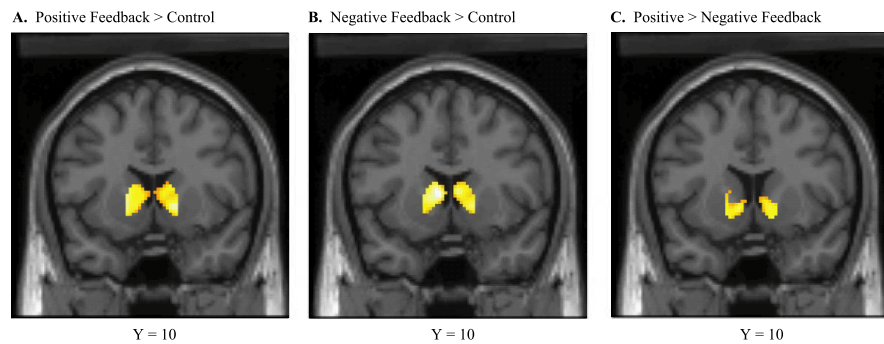 A. Positive Feedback > Control
B. Negative Feedback > Control
C. Positive > Negative Feedback
Y = 10
Y = 10
Y = 10